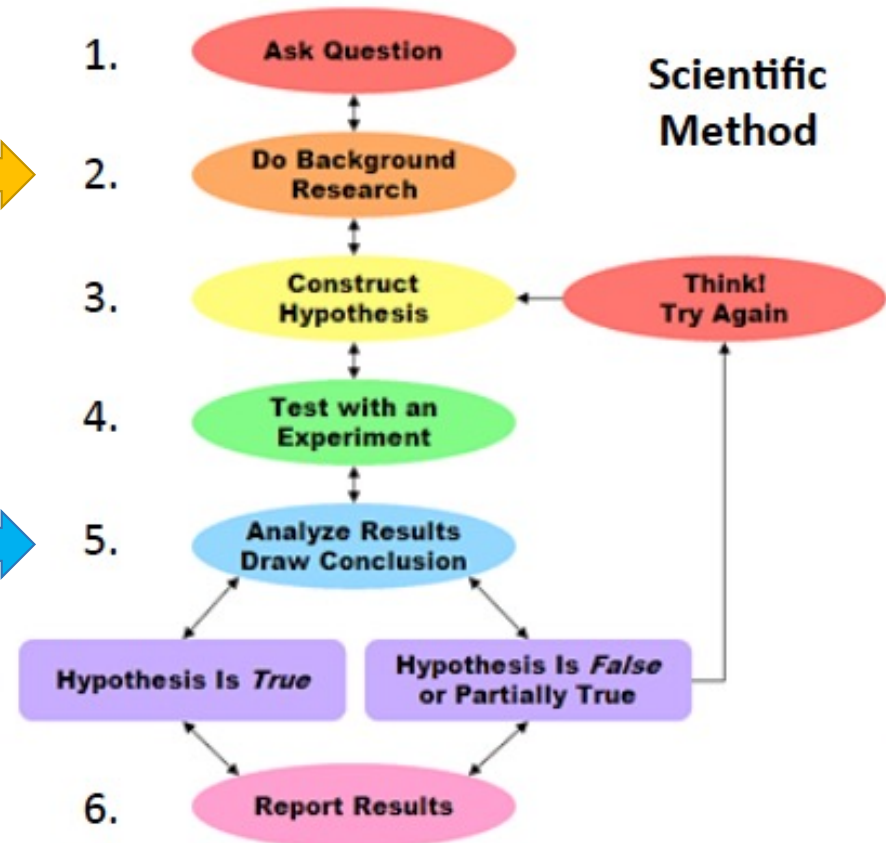 1.
Ask Question
Scientific
Method
2.
Do Background
Research
3.
Construct
Hypothesis
Think!
Try Again
4.
Test with an
Experiment
5.
Analyze Results
Draw Conclusion
Hypothesis Is True
Hypothesis Is False
or Partially True
6.
Report Results